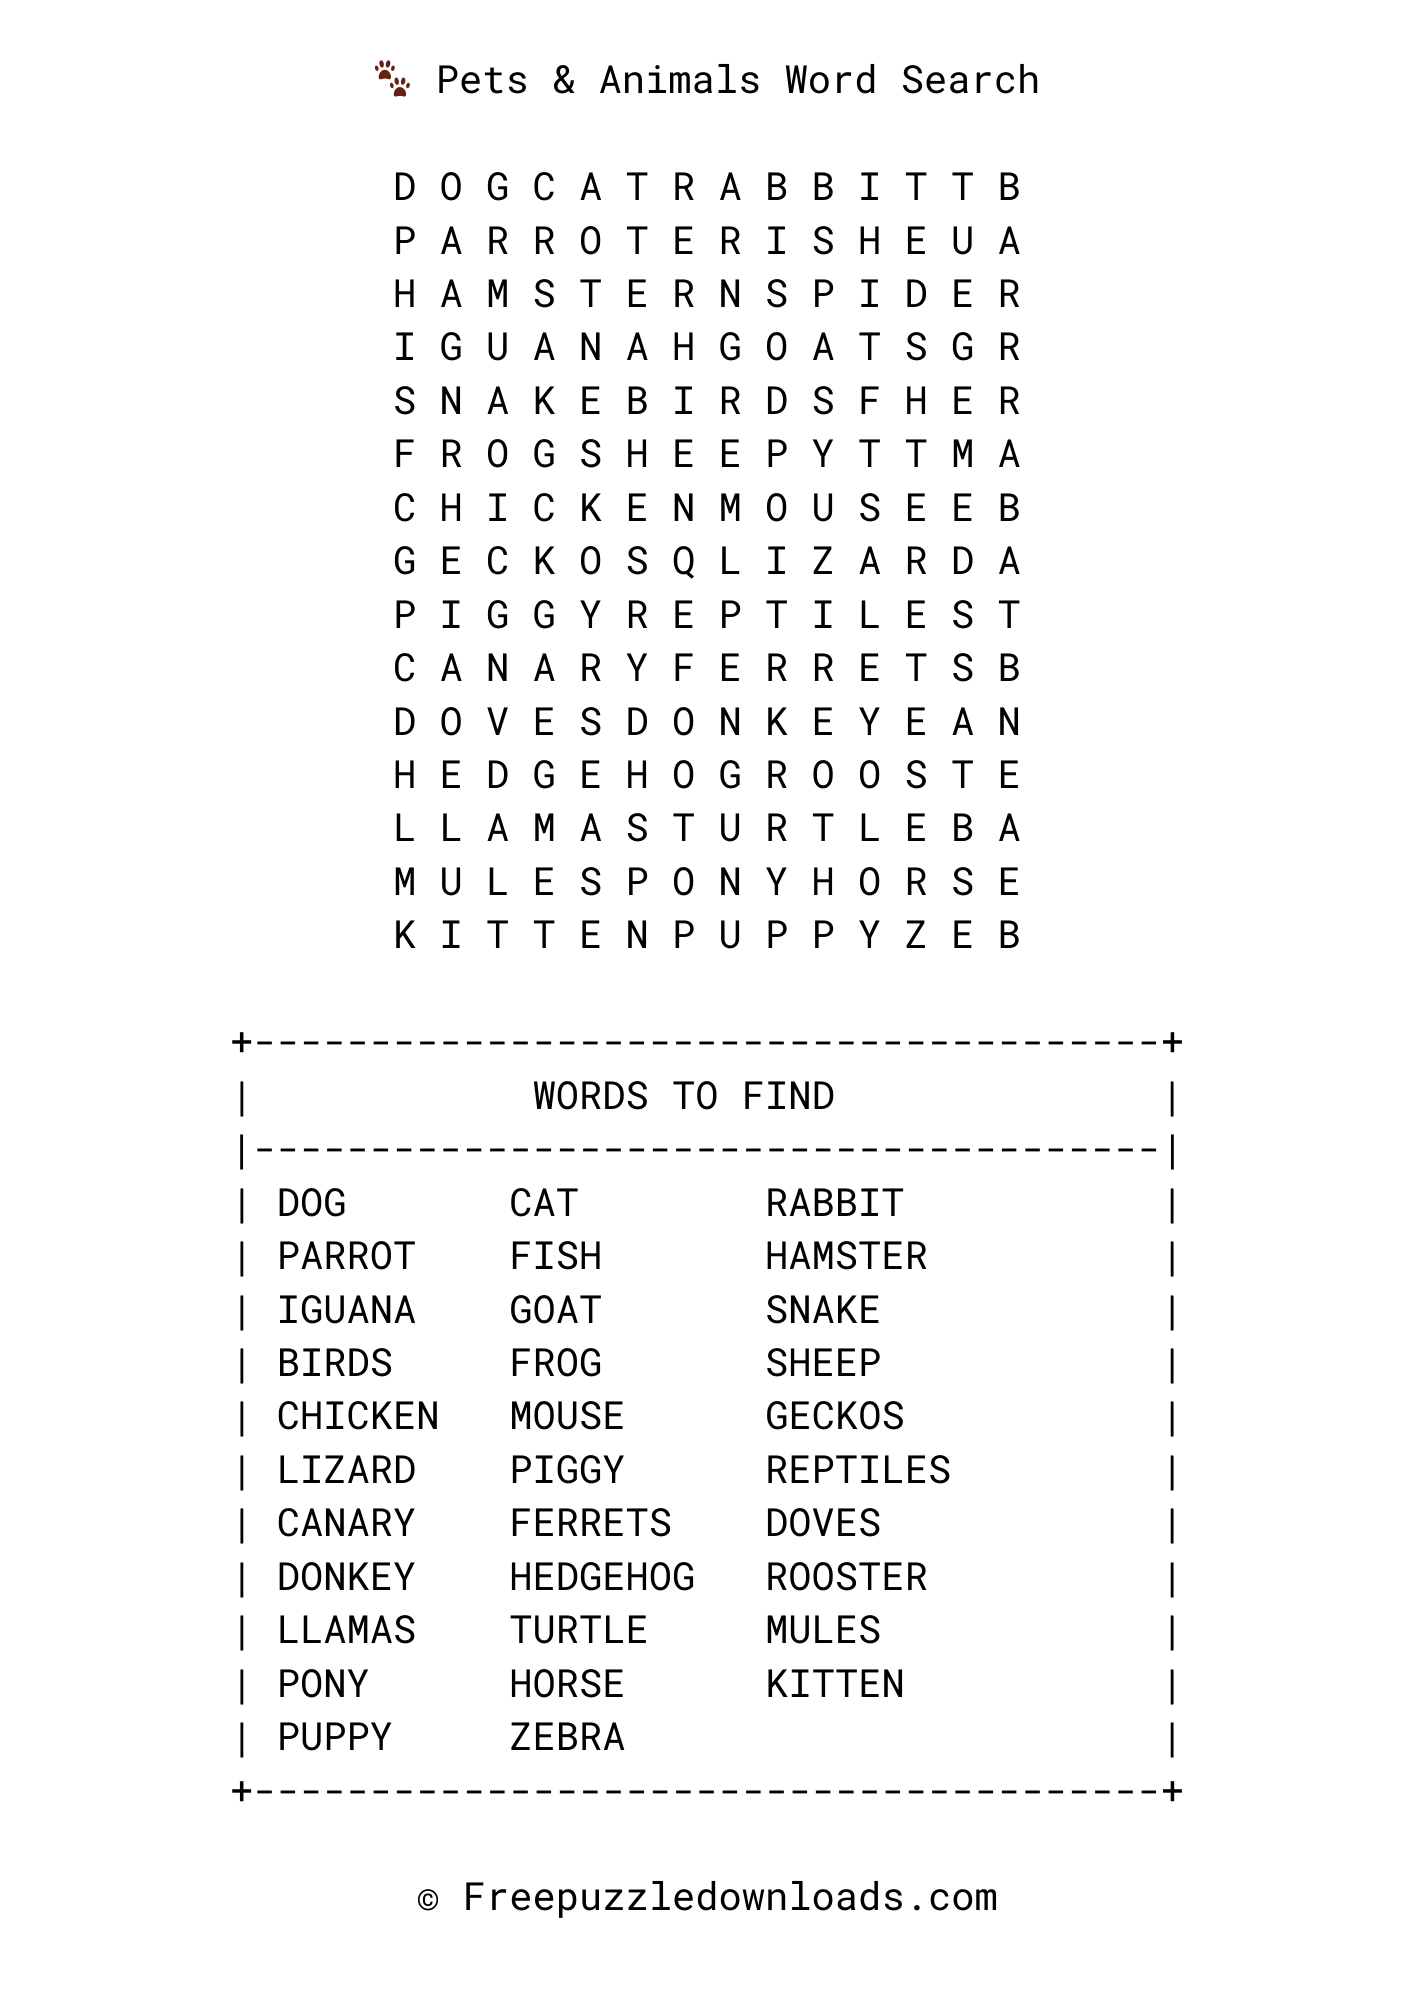 🐾 Pets & Animals Word Search
D O G C A T R A B B I T T B
P A R R O T E R I S H E U A
H A M S T E R N S P I D E R
I G U A N A H G O A T S G R
S N A K E B I R D S F H E R
F R O G S H E E P Y T T M A
C H I C K E N M O U S E E B
G E C K O S Q L I Z A R D A
P I G G Y R E P T I L E S T
C A N A R Y F E R R E T S B
D O V E S D O N K E Y E A N
H E D G E H O G R O O S T E
L L A M A S T U R T L E B A
M U L E S P O N Y H O R S E
K I T T E N P U P P Y Z E B
+---------------------------------------+
| WORDS TO FIND |
|---------------------------------------|
| DOG CAT RABBIT |
| PARROT FISH HAMSTER |
| IGUANA GOAT SNAKE |
| BIRDS FROG SHEEP |
| CHICKEN MOUSE GECKOS |
| LIZARD PIGGY REPTILES |
| CANARY FERRETS DOVES |
| DONKEY HEDGEHOG ROOSTER |
| LLAMAS TURTLE MULES |
| PONY HORSE KITTEN |
| PUPPY ZEBRA |
+---------------------------------------+
© Freepuzzledownloads.com